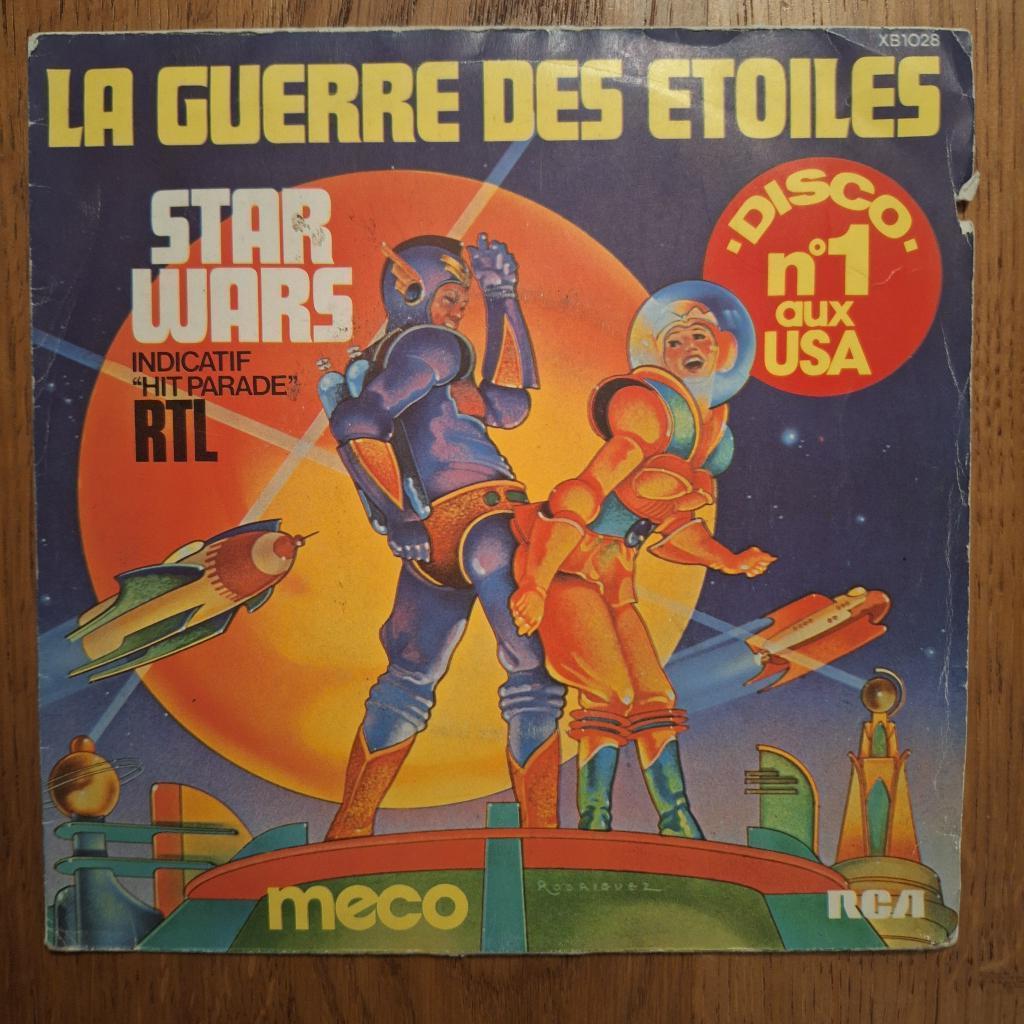 XB1028
LA GUERRE DES ETOILES
STAR
WARS
INDICATIF
"HIT PARADE"
RTL
·DISCO·
n°1
aux
USA
meco
RODRIGUEZ
RCA